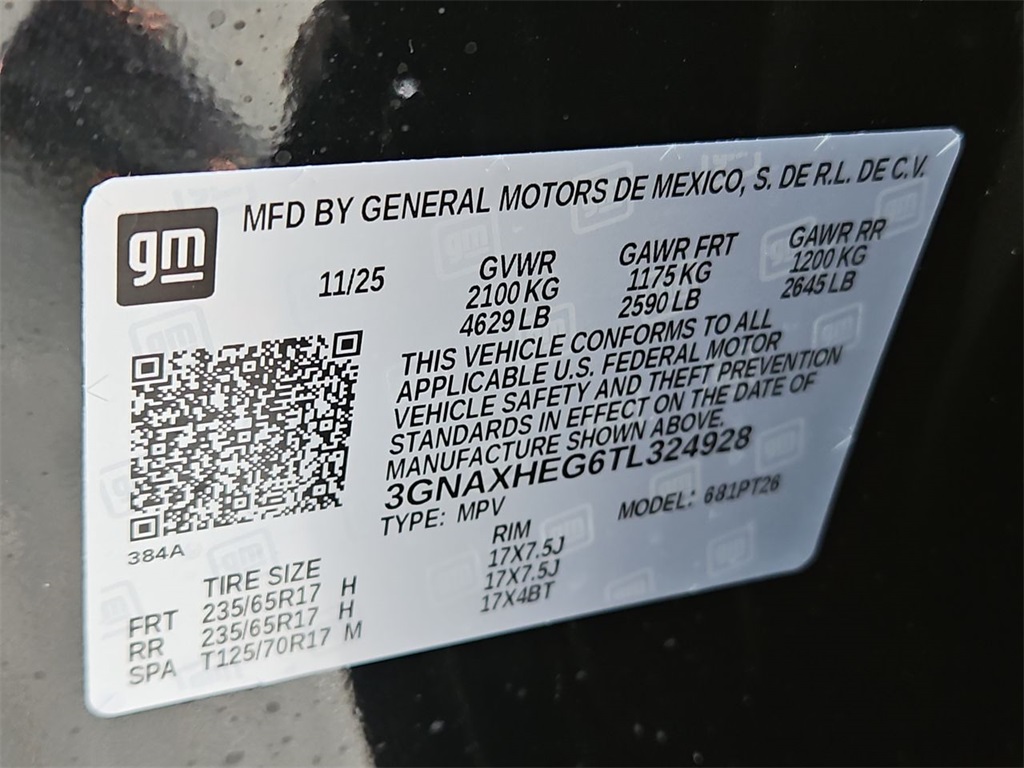 gm
MFD BY GENERAL MOTORS DE MEXICO, S. DE R.L. DE C.V.
11/25
GVWR
2100 KG
4629 LB
GAWR FRT
1175 KG
2590 LB
GAWR RR
1200 KG
2645 LB
THIS VEHICLE CONFORMS TO ALL
APPLICABLE U.S. FEDERAL MOTOR
VEHICLE SAFETY AND THEFT PREVENTION
STANDARDS IN EFFECT ON THE DATE OF
MANUFACTURE SHOWN ABOVE.
3GNAXHEG6TL324928
TYPE: MPV
MODEL: 681PT26
384A
TIRE SIZE RIM
FRT 235/65R17 H 17X7.5J
RR 235/65R17 H 17X7.5J
SPA T125/70R17 M 17X4BT